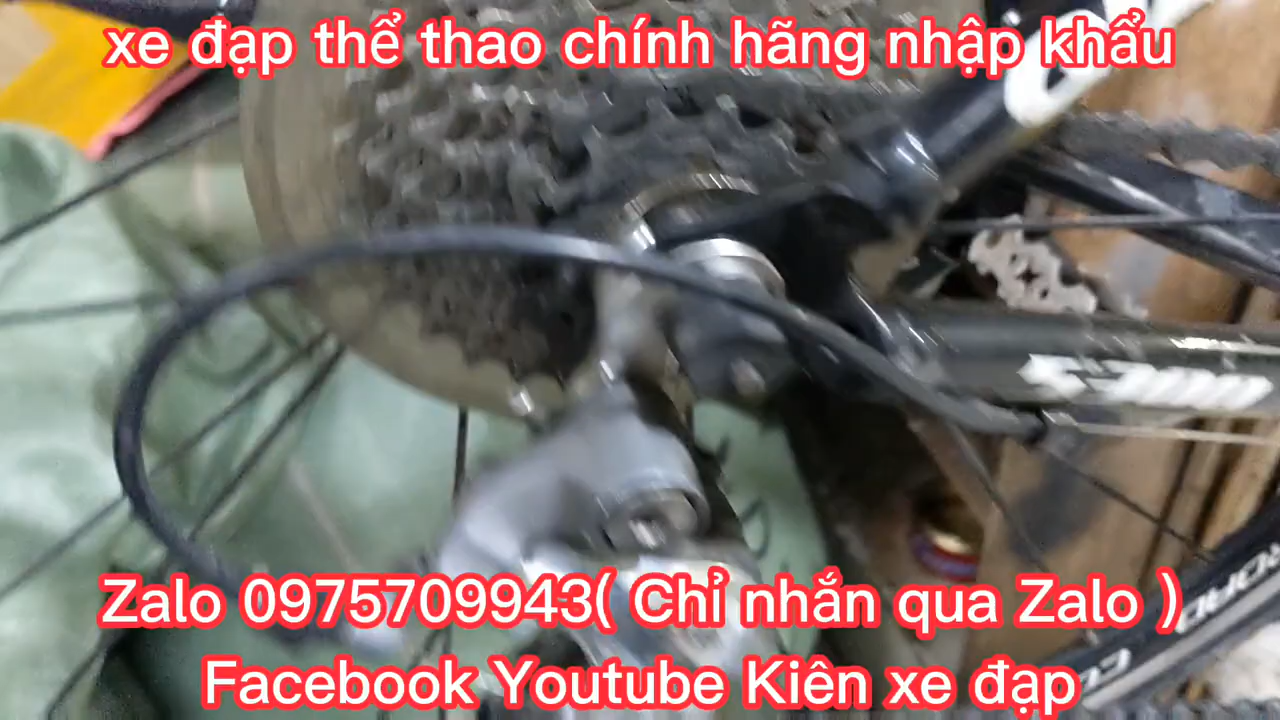 xe đạp thể thao chính hãng nhập khẩu
Zalo 0975709943( Chỉ nhắn qua Zalo )
Facebook Youtube Kiên xe đạp